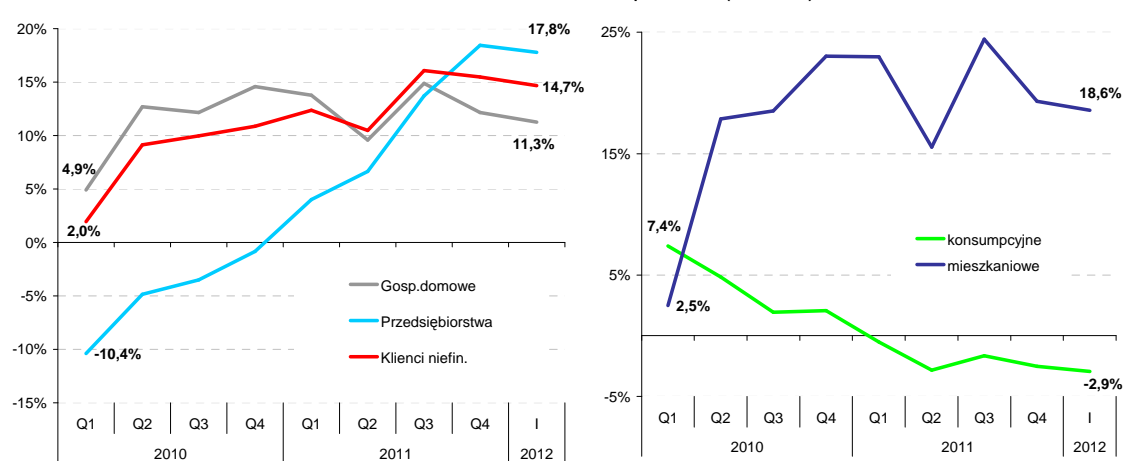 20%
15%
10%
5%
0%
-5%
-10%
-15%
17,8%
14,7%
11,3%
4,9%
2,0%
-10,4%
Gosp.domowe
Przedsiębiorstwa
Klienci niefin.
Q1 Q2 Q3 Q4 Q1 Q2 Q3 Q4 I
2010 2011 2012
25%
15%
5%
-5%
18,6%
7,4%
2,5%
-2,9%
konsumpcyjne
mieszkaniowe
Q1 Q2 Q3 Q4 Q1 Q2 Q3 Q4 I
2010 2011 2012